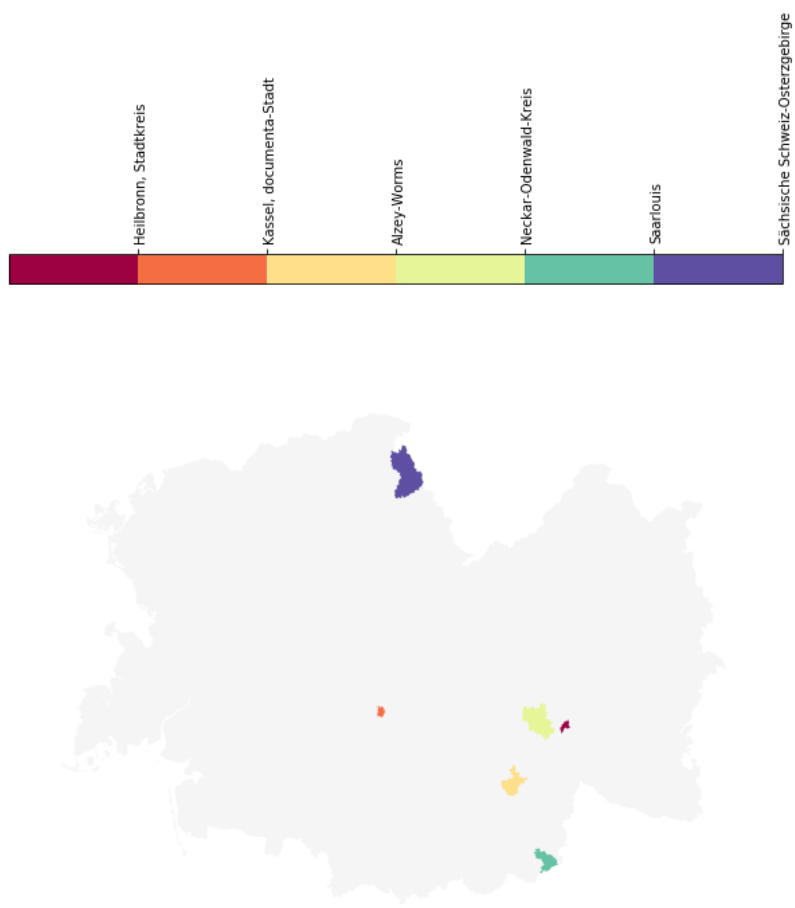 Heilbronn, Stadtkreis
Kassel, documenta-Stadt
Alzey-Worms
Neckar-Odenwald-Kreis
Saarlouis
Sächsische Schweiz-Osterzgebirge